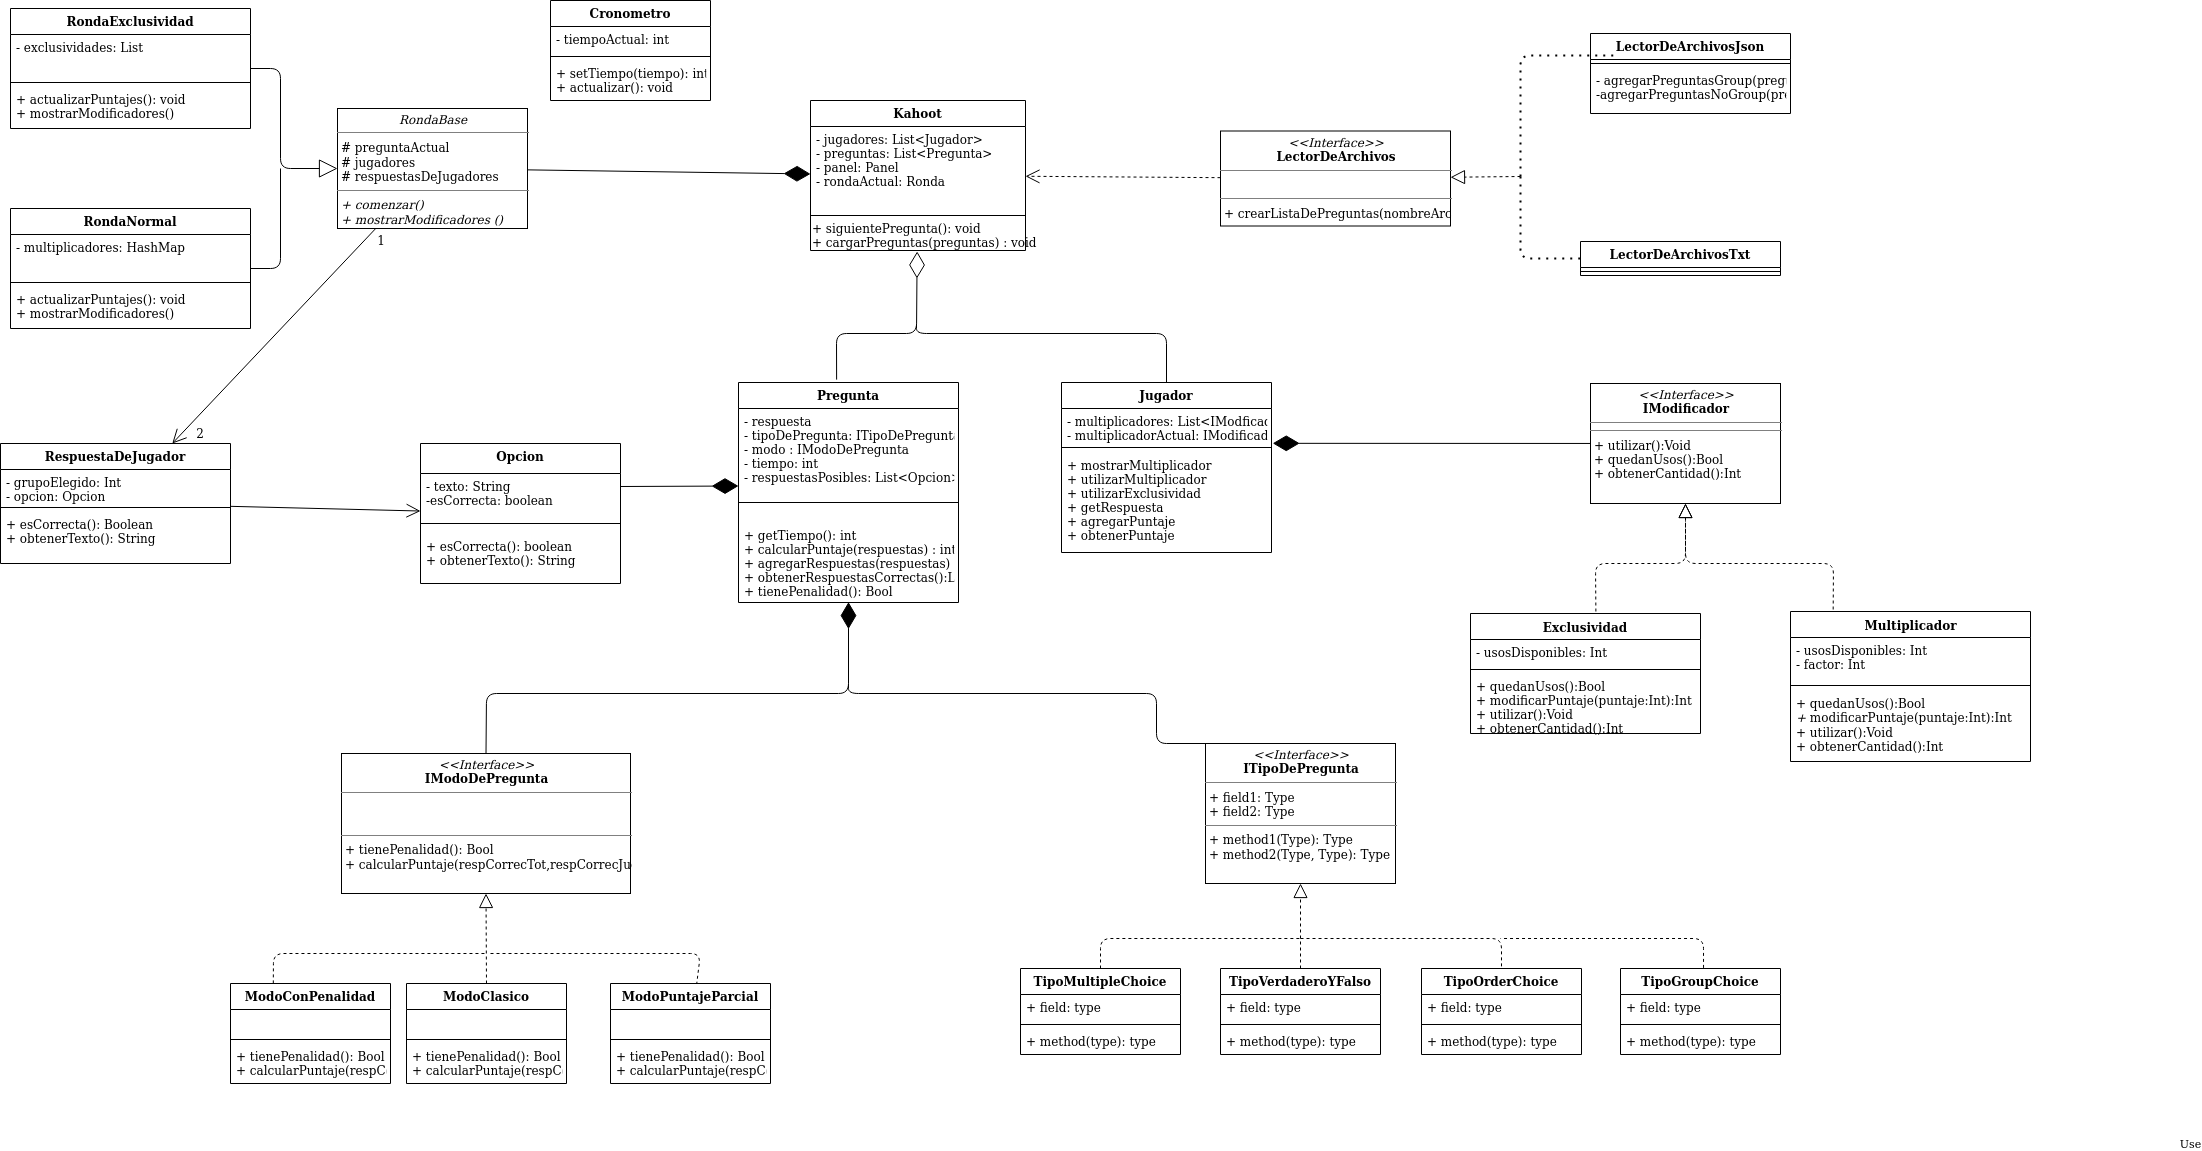 RondaExclusividad
- exclusividades: List
+ actualizarPuntajes(): void
+ mostrarModificadores()
Cronometro
- tiempoActual: int
+ setTiempo(tiempo): int
+ actualizar(): void
RondaBase
# preguntaActual
# jugadores
# respuestasDeJugadores
+ comenzar()
+ mostrarModificadores ()
1
Kahoot
- jugadores: List<Jugador>
- preguntas: List<Pregunta>
- panel: Panel
- rondaActual: Ronda
+ siguientePregunta(): void
+ cargarPreguntas(preguntas) : void
<<Interface>>
LectorDeArchivos
+ crearListaDePreguntas(nombreArc
LectorDeArchivosJson
- agregarPreguntasGroup(preg
-agregarPreguntasNoGroup(pre
LectorDeArchivosTxt
RondaNormal
- multiplicadores: HashMap
+ actualizarPuntajes(): void
+ mostrarModificadores()
2
RespuestaDeJugador
- grupoElegido: Int
- opcion: Opcion
+ esCorrecta(): Boolean
+ obtenerTexto(): String
Opcion
- texto: String
-esCorrecta: boolean
+ esCorrecta(): boolean
+ obtenerTexto(): String
Pregunta
- respuesta
- tipoDePregunta: ITipoDePregunta
- modo : IModoDePregunta
- tiempo: int
- respuestasPosibles: List<Opcion>
+ getTiempo(): int
+ calcularPuntaje(respuestas) : int
+ agregarRespuestas(respuestas)
+ obtenerRespuestasCorrectas():L
+ tienePenalidad(): Bool
Jugador
- multiplicadores: List<IModficad
- multiplicadorActual: IModificad
+ mostrarMultiplicador
+ utilizarMultiplicador
+ utilizarExclusividad
+ getRespuesta
+ agregarPuntaje
+ obtenerPuntaje
<<Interface>>
IModificador
+ utilizar():Void
+ quedanUsos():Bool
+ obtenerCantidad():Int
Exclusividad
- usosDisponibles: Int
+ quedanUsos():Bool
+ modificarPuntaje(puntaje:Int):Int
+ utilizar():Void
+ obtenerCantidad():Int
Multiplicador
- usosDisponibles: Int
- factor: Int
+ quedanUsos():Bool
+ modificarPuntaje(puntaje:Int):Int
+ utilizar():Void
+ obtenerCantidad():Int
<<Interface>>
IModoDePregunta
+ tienePenalidad(): Bool
+ calcularPuntaje(respCorrecTot,respCorrecJu
<<Interface>>
ITipoDePregunta
+ field1: Type
+ field2: Type
+ method1(Type): Type
+ method2(Type, Type): Type
ModoConPenalidad
+ tienePenalidad(): Bool
+ calcularPuntaje(respC
ModoClasico
+ tienePenalidad(): Bool
+ calcularPuntaje(respC
ModoPuntajeParcial
+ tienePenalidad(): Bool
+ calcularPuntaje(respC
TipoMultipleChoice
+ field: type
+ method(type): type
TipoVerdaderoYFalso
+ field: type
+ method(type): type
TipoOrderChoice
+ field: type
+ method(type): type
TipoGroupChoice
+ field: type
+ method(type): type
Use